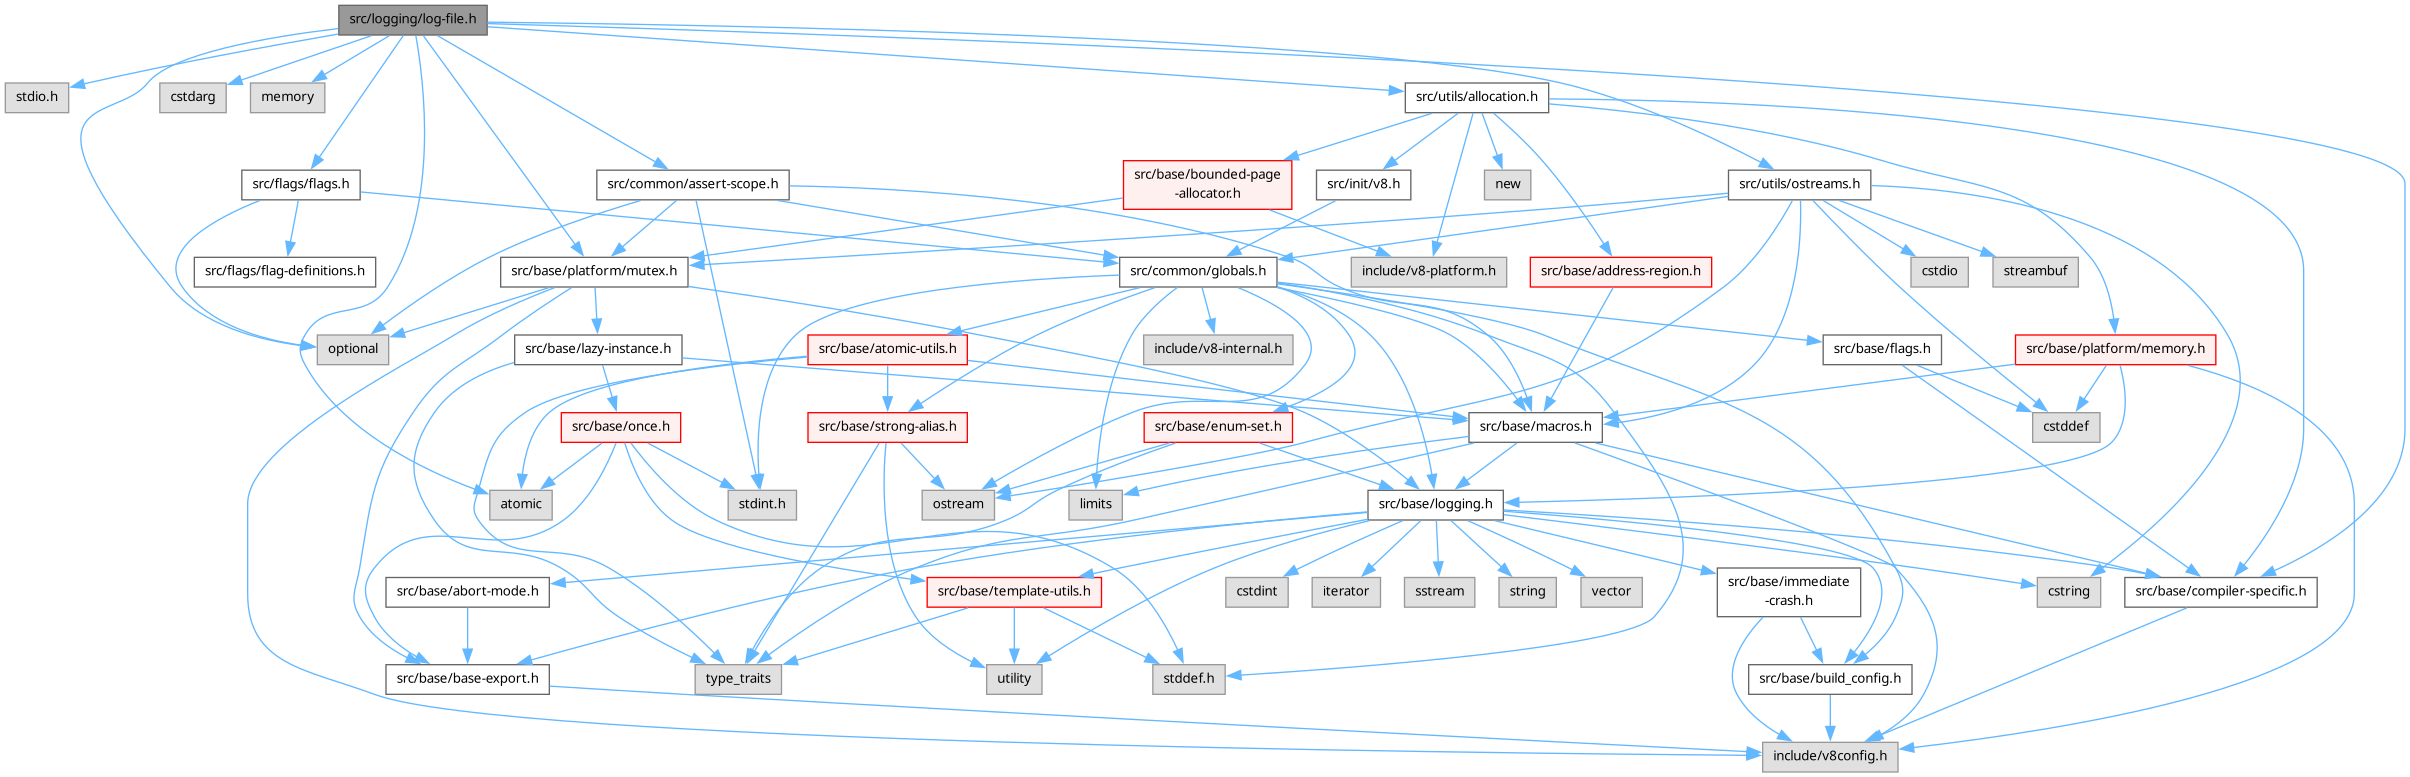 src/logging/log-file.h
stdio.h
cstdarg
memory
src/utils/allocation.h
src/flags/flags.h
src/common/assert-scope.h
src/base/bounded-page
-allocator.h
src/init/v8.h
new
src/utils/ostreams.h
src/flags/flag-definitions.h
src/base/platform/mutex.h
src/common/globals.h
include/v8-platform.h
src/base/address-region.h
cstdio
streambuf
optional
src/base/lazy-instance.h
src/base/atomic-utils.h
include/v8-internal.h
src/base/flags.h
src/base/platform/memory.h
src/base/once.h
src/base/strong-alias.h
src/base/enum-set.h
src/base/macros.h
cstddef
atomic
stdint.h
ostream
limits
src/base/logging.h
src/base/abort-mode.h
src/base/template-utils.h
cstdint
iterator
sstream
string
vector
src/base/immediate
-crash.h
cstring
src/base/compiler-specific.h
src/base/base-export.h
type_traits
utility
stddef.h
src/base/build_config.h
include/v8config.h